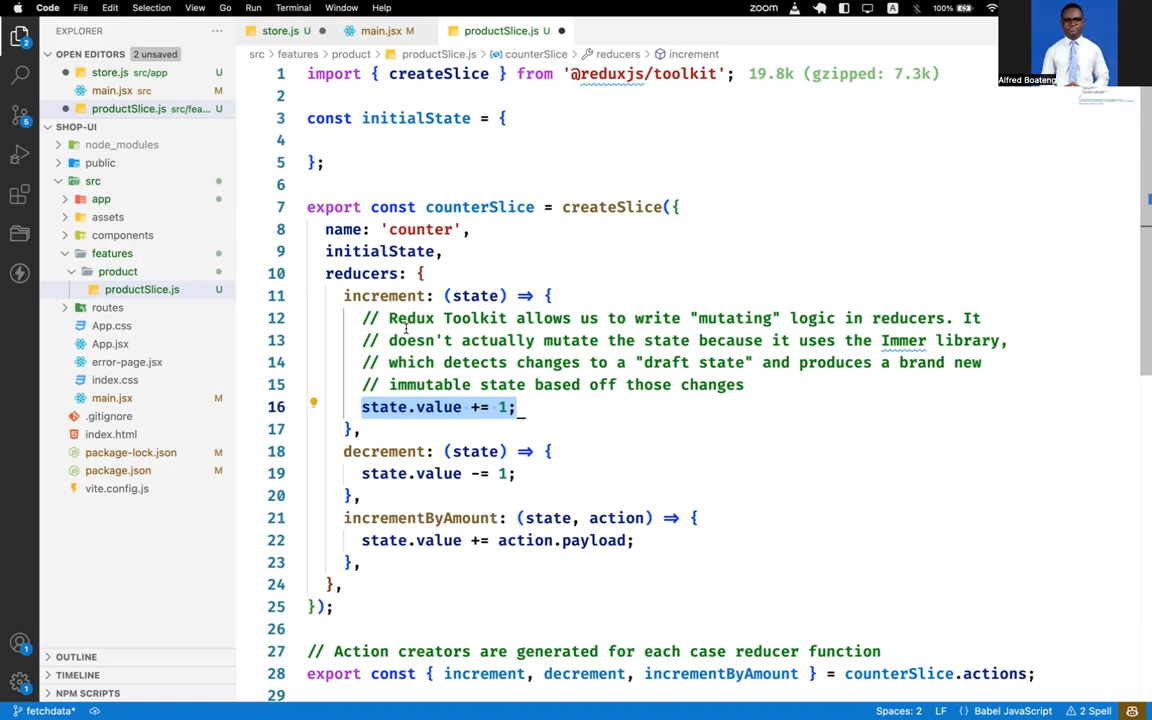 Code File Edit Selection View Go Run Terminal Window Help zoom A 100%
EXPLORER
OPEN EDITORS 2 unsaved
store.js src/app U
main.jsx src M
productSlice.js src/fea... U
SHOP-UI
node_modules
public
src
app
assets
components
features
product
productSlice.js U
routes
App.css
App.jsx
error-page.jsx
index.css
main.jsx M
.gitignore
index.html
package-lock.json M
package.json M
vite.config.js
OUTLINE
TIMELINE
NPM SCRIPTS
2
5
1
1
store.js U main.jsx M productSlice.js U
src > features > product > productSlice.js > counterSlice > reducers > increment
1 import { createSlice } from '@reduxjs/toolkit'; 19.8k (gzipped: 7.3k)
2
3 const initialState = {
4
5 };
6
7 export const counterSlice = createSlice({
8 name: 'counter',
9 initialState,
10 reducers: {
11 increment: (state) => {
12 // Redux Toolkit allows us to write "mutating" logic in reducers. It
13 // doesn't actually mutate the state because it uses the Immer library,
14 // which detects changes to a "draft state" and produces a brand new
15 // immutable state based off those changes
16 state.value += 1;
17 },
18 decrement: (state) => {
19 state.value -= 1;
20 },
21 incrementByAmount: (state, action) => {
22 state.value += action.payload;
23 },
24 },
25 });
26
27 // Action creators are generated for each case reducer function
28 export const { increment, decrement, incrementByAmount } = counterSlice.actions;
29
Alfred Boateng
fetchdata* Spaces: 2 LF {} Babel JavaScript 2 Spell